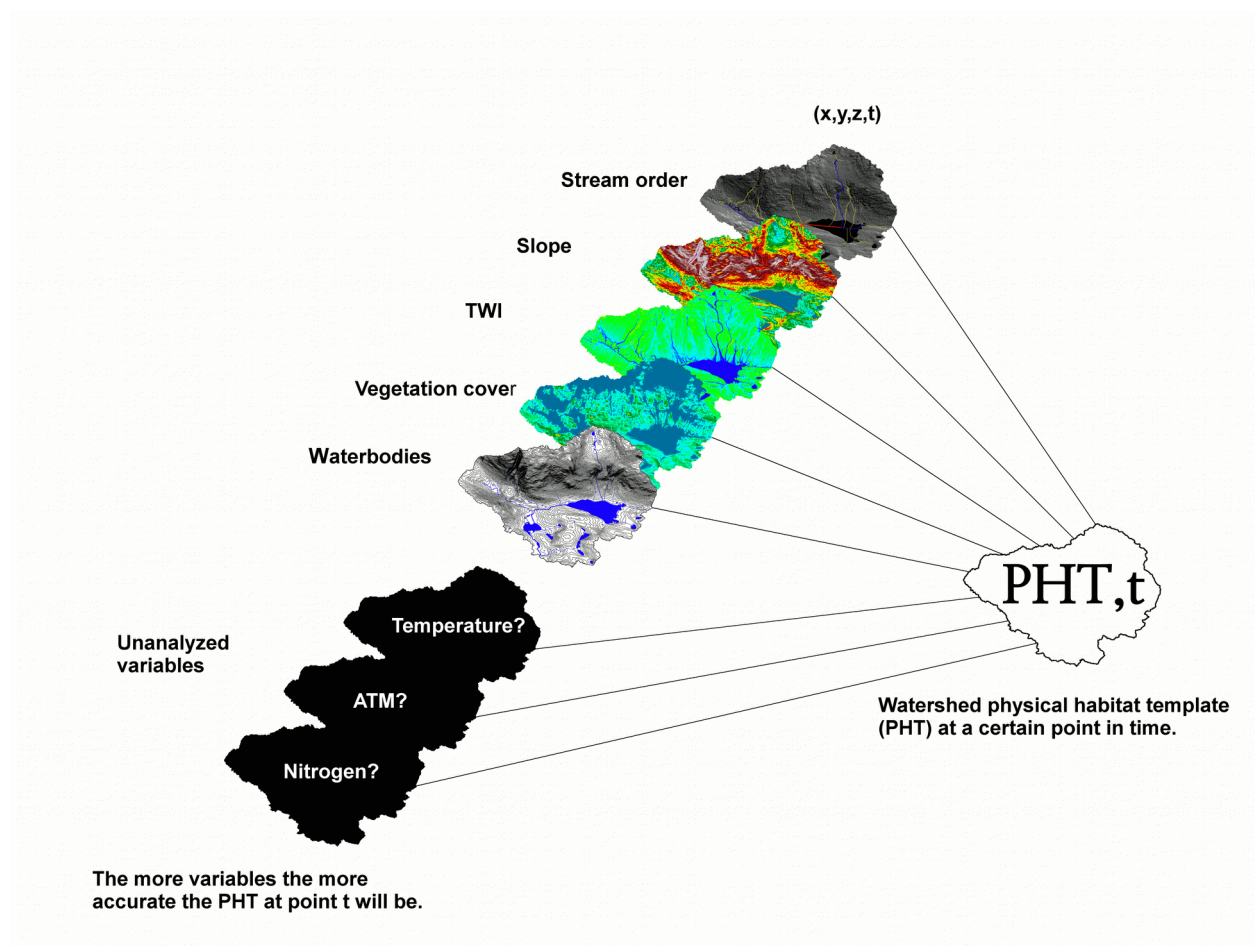 (x,y,z,t)
Stream order
Slope
TWI
Vegetation cover
Waterbodies
PHT,t
Temperature?
Unanalyzed
variables
ATM?
Watershed physical habitat template
(PHT) at a certain point in time.
Nitrogen?
The more variables the more
accurate the PHT at point t will be.